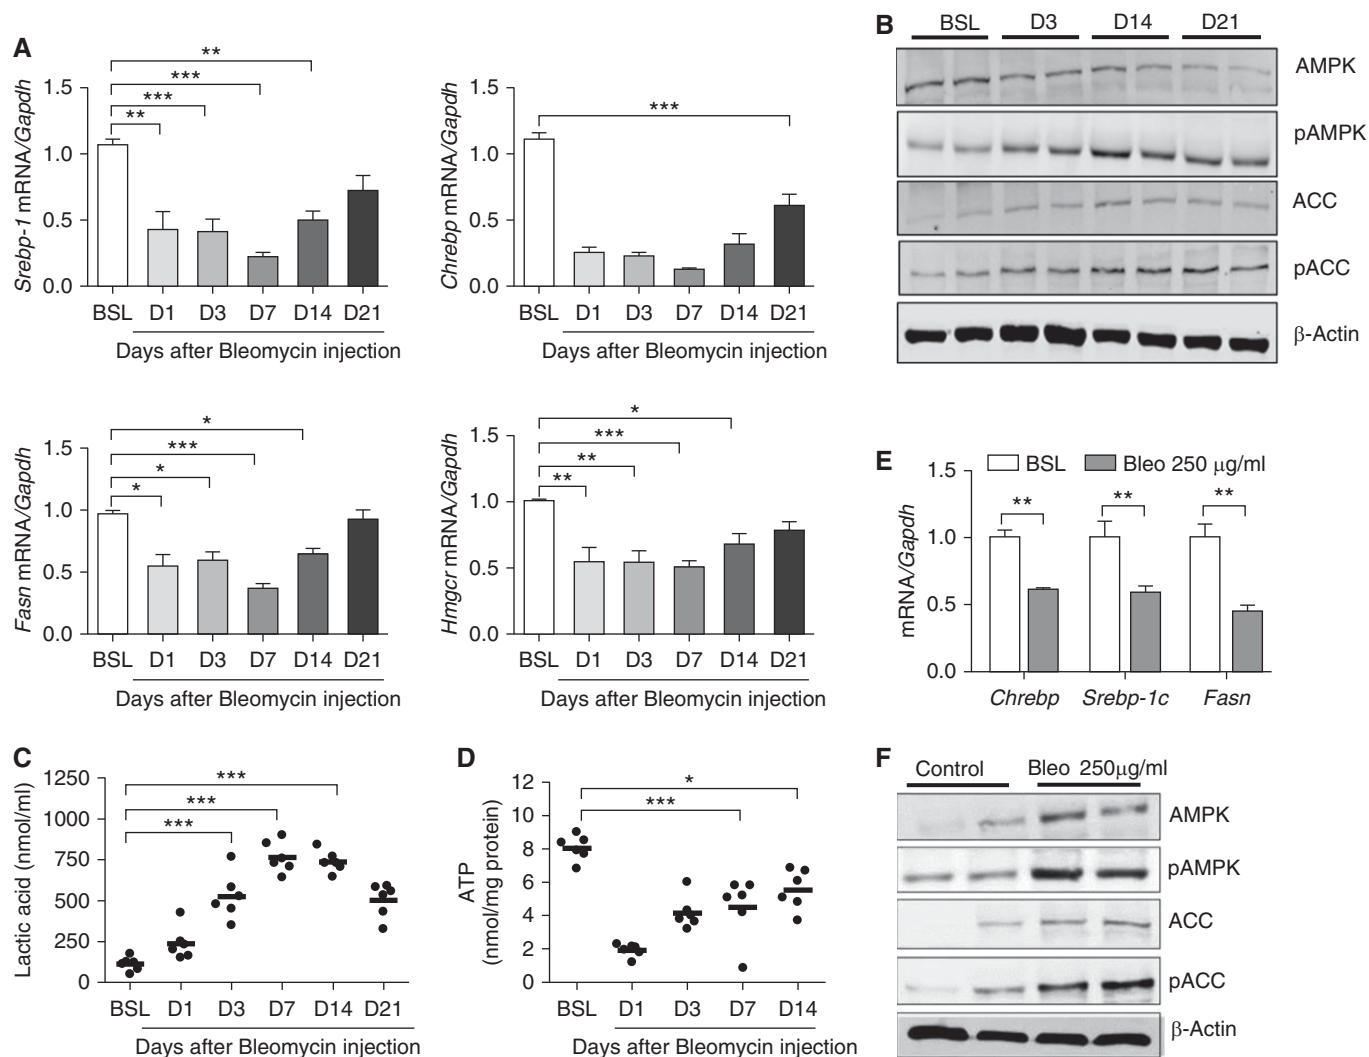 A
**
***
***
**
1.5
1.0
0.5
0.0
Srebp-1 mRNA/Gapdh
BSL D1 D3 D7 D14 D21
Days after Bleomycin injection
***
1.5
1.0
0.5
0.0
Chrebp mRNA/Gapdh
BSL D1 D3 D7 D14 D21
Days after Bleomycin injection
*
***
*
*
1.5
1.0
0.5
0.0
Fasn mRNA/Gapdh
BSL D1 D3 D7 D14 D21
Days after Bleomycin injection
*
***
**
**
1.5
1.0
0.5
0.0
Hmgcr mRNA/Gapdh
BSL D1 D3 D7 D14 D21
Days after Bleomycin injection
B
BSL D3 D14 D21
AMPK
pAMPK
ACC
pACC
β-Actin
C
***
***
***
1250
1000
750
500
250
0
Lactic acid (nmol/ml)
BSL D1 D3 D7 D14 D21
Days after Bleomycin injection
D
*
***
12
10
8
6
4
2
0
ATP
(nmol/mg protein)
BSL D1 D3 D7 D14
Days after Bleomycin injection
E
BSL Bleo 250 μg/ml
** ** **
1.5
1.0
0.5
0.0
mRNA/Gapdh
Chrebp Srebp-1c Fasn
F
Control Bleo 250μg/ml
AMPK
pAMPK
ACC
pACC
β-Actin